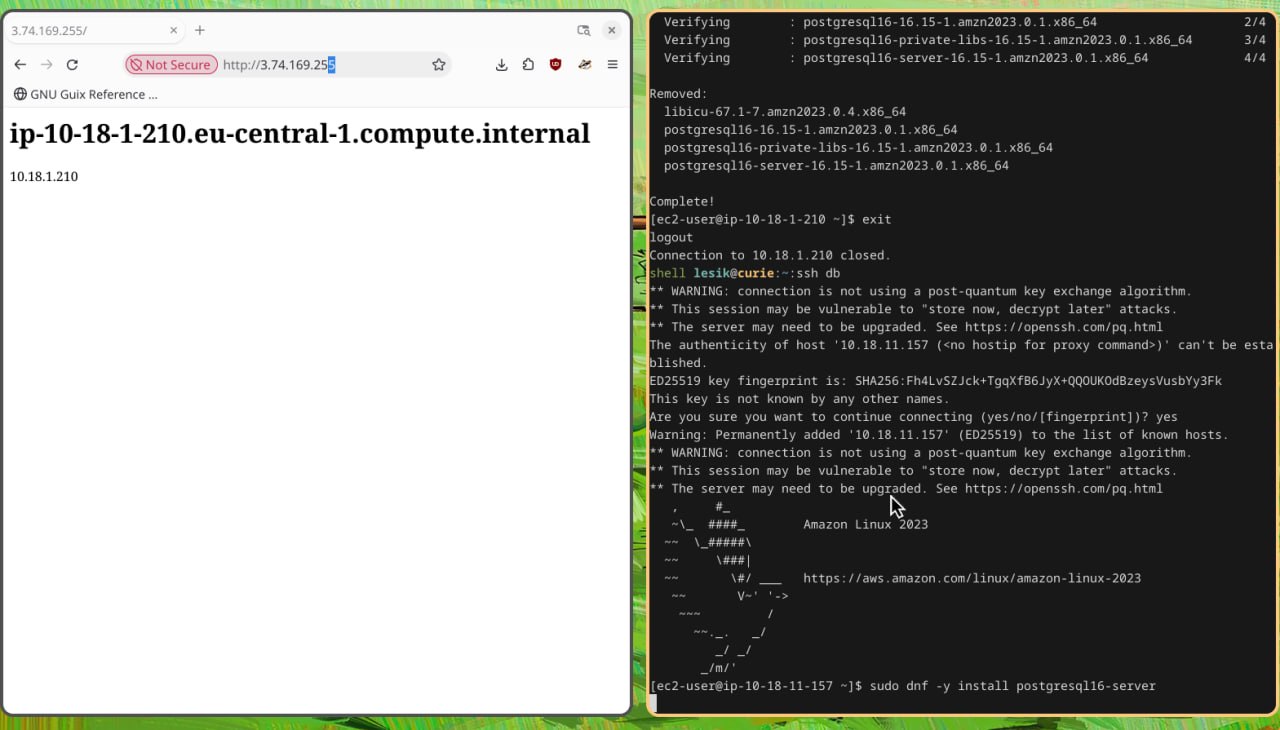 3.74.169.255/
Not Secure
http://3.74.169.255
GNU Guix Reference ...
ip-10-18-1-210.eu-central-1.compute.internal
10.18.1.210
Verifying        : postgresql16-16.15-1.amzn2023.0.1.x86_64                    2/4
Verifying        : postgresql16-private-libs-16.15-1.amzn2023.0.1.x86_64       3/4
Verifying        : postgresql16-server-16.15-1.amzn2023.0.1.x86_64             4/4
Removed:
libicu-67.1-7.amzn2023.0.4.x86_64
postgresql16-16.15-1.amzn2023.0.1.x86_64
postgresql16-private-libs-16.15-1.amzn2023.0.1.x86_64
postgresql16-server-16.15-1.amzn2023.0.1.x86_64
Complete!
[ec2-user@ip-10-18-1-210 ~]$ exit
logout
Connection to 10.18.1.210 closed.
shell lesik@curie:~:ssh db
** WARNING: connection is not using a post-quantum key exchange algorithm.
** This session may be vulnerable to "store now, decrypt later" attacks.
** The server may need to be upgraded. See https://openssh.com/pq.html
The authenticity of host '10.18.11.157 (<no hostip for proxy command>)' can't be esta
blished.
ED25519 key fingerprint is: SHA256:Fh4LvSZJck+TgqXfB6JyX+QQOUKOdBzeysVusbYy3Fk
This key is not known by any other names.
Are you sure you want to continue connecting (yes/no/[fingerprint])? yes
Warning: Permanently added '10.18.11.157' (ED25519) to the list of known hosts.
** WARNING: connection is not using a post-quantum key exchange algorithm.
** This session may be vulnerable to "store now, decrypt later" attacks.
** The server may need to be upgraded. See https://openssh.com/pq.html
   ,     #_
   ~\_  ####_        Amazon Linux 2023
  ~~  \_#####\
  ~~     \###|
  ~~       \#/ ___   https://aws.amazon.com/linux/amazon-linux-2023
   ~~       V~' '->
    ~~~         /
      ~~._.   _/
         _/ _/
       _/m/'
[ec2-user@ip-10-18-11-157 ~]$ sudo dnf -y install postgresql16-server